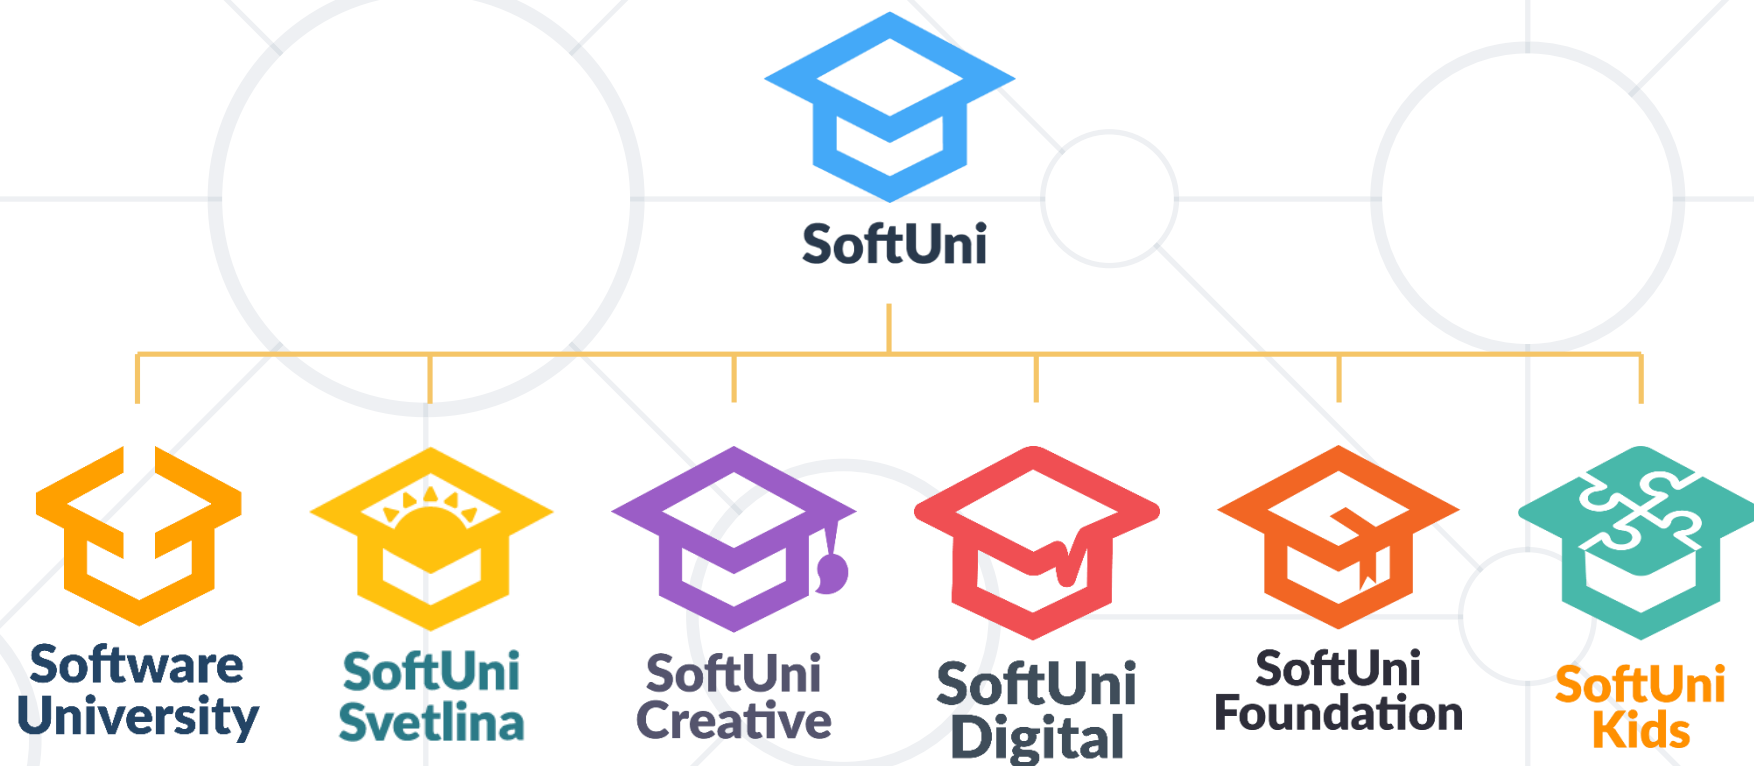 SoftUni
Software
University
SoftUni
Svetlina
SoftUni
Creative
SoftUni
Digital
SoftUni
Foundation
SoftUni
Kids